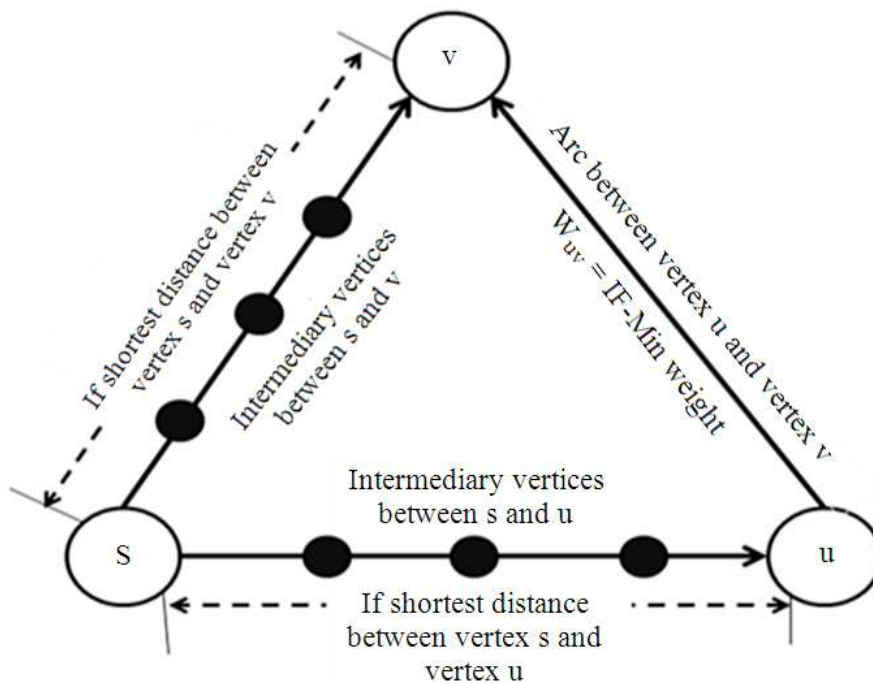 v
If shortest distance between
vertex s and vertex v
Intermediary vertices
between s and v
Arc between vertex u and vertex v
W uv = IF-Min weight
Intermediary vertices
between s and u
S
u
If shortest distance
between vertex s and
vertex u